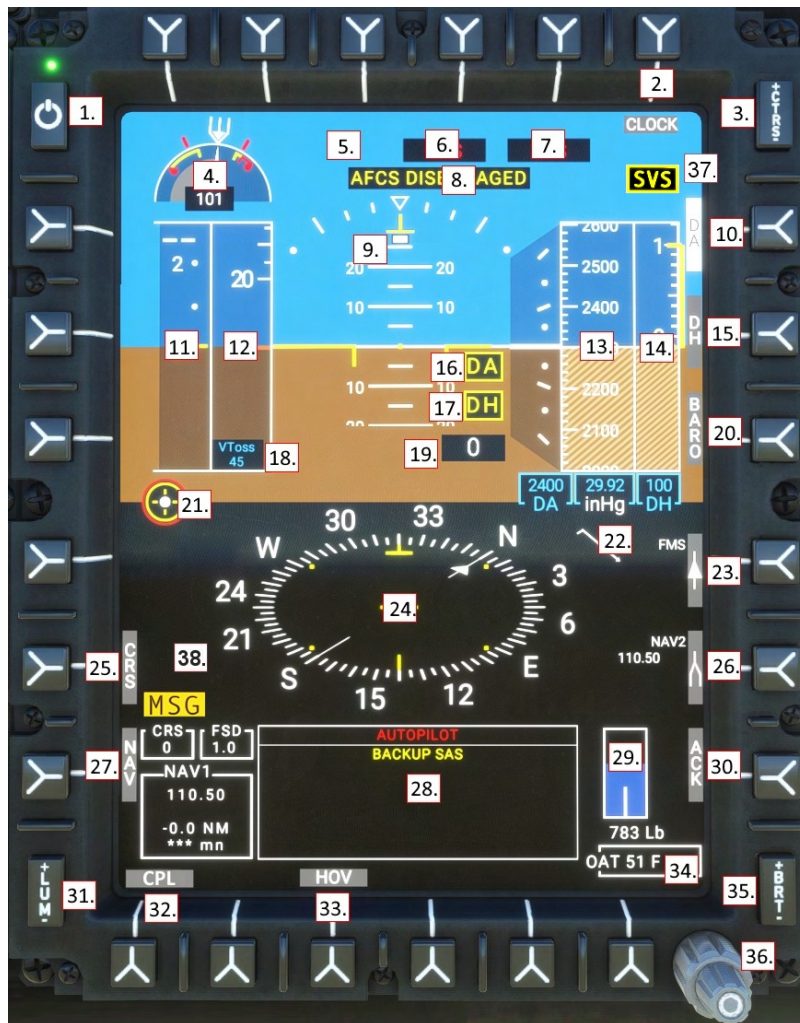 1.
2.
3.
+CTRS-
CLOCK
4.
101
5.
6.
7.
8.
37.
SVS
DA
10.
9.
20 20
10 10
10 10
2
20
2600
2500
2400
2200
2100
1
11.
12.
13.
14.
DH
15.
16. DA
17. DH
BARO
20.
VToss
45
18.
19. 0
2400
DA
29.92
inHg
100
DH
21.
30 33
W N
24 3
21 6
S E
15 12
22.
FMS
23.
24.
25.
CRS
38.
NAV2
110.50
26.
MSG
27.
NAV
CRS
0
FSD
1.0
NAV1
110.50
-0.0 NM
*** mn
AUTOPILOT
BACKUP SAS
28.
29.
783 Lb
ACK
30.
OAT 51 F
34.
+LUM-
31.
CPL
32.
HOV
33.
+BRT-
35.
36.